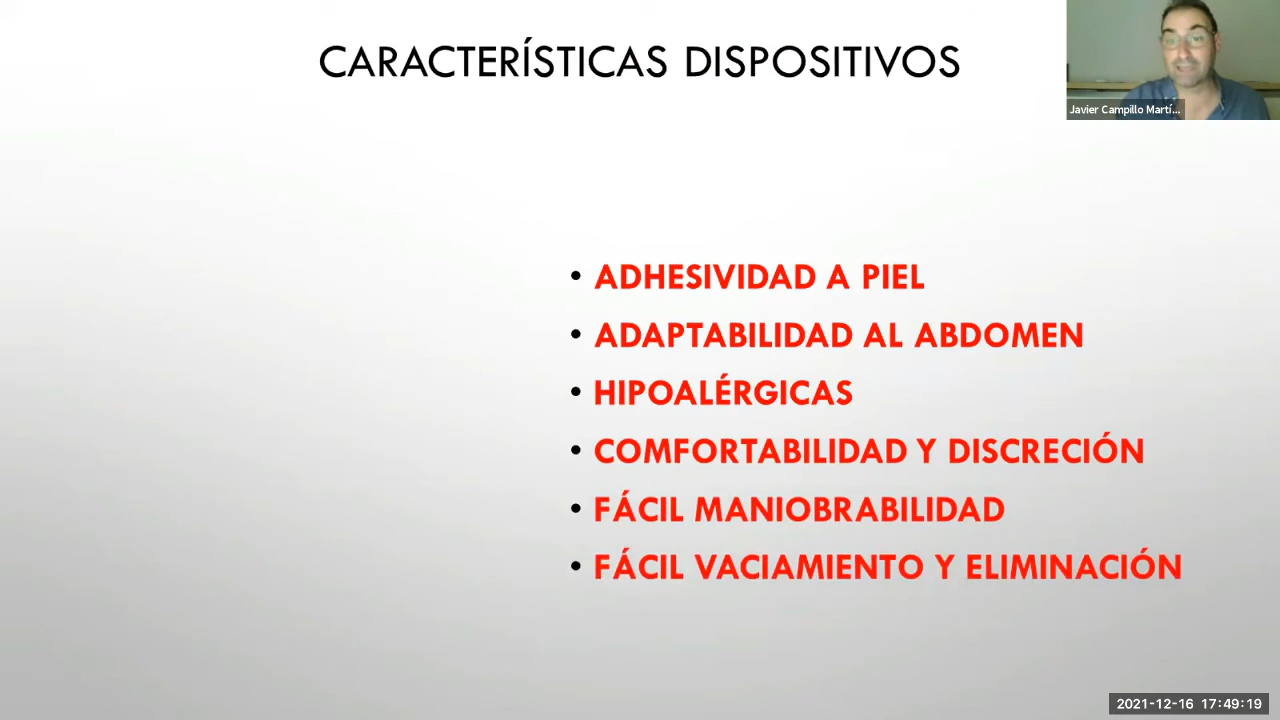 CARACTERÍSTICAS DISPOSITIVOS
Javier Campillo Martí...
• ADHESIVIDAD A PIEL
• ADAPTABILIDAD AL ABDOMEN
• HIPOALÉRGICAS
• COMFORTABILIDAD Y DISCRECIÓN
• FÁCIL MANIOBRABILIDAD
• FÁCIL VACIAMIENTO Y ELIMINACIÓN
2021-12-16 17:49:19